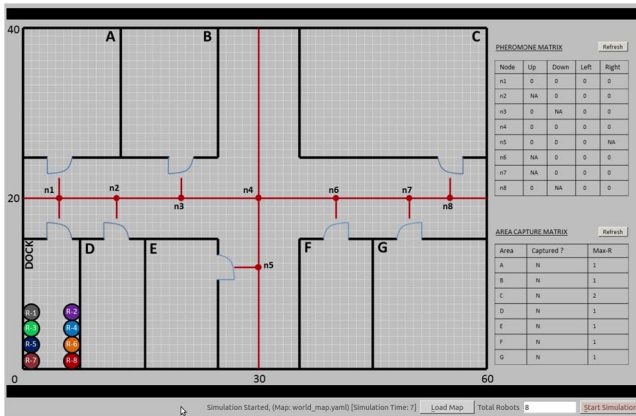 40
A
B
C
n1
n2
n3
n4
n6
n7
n8
20
DOCK
D
E
F
G
n5
R-1
R-2
R-3
R-4
R-5
R-6
R-7
R-8
0
30
60
PHEROMONE MATRIX
Refresh
Node Up Down Left Right
n1 0 0 0 0
n2 NA 0 0 0
n3 0 NA 0 0
n4 0 0 0 0
n5 0 0 0 NA
n6 NA 0 0 0
n7 NA 0 0 0
n8 0 NA 0 0
AREA CAPTURE MATRIX
Refresh
Area Captured ? Max-R
A N 1
B N 1
C N 2
D N 1
E N 1
F N 1
G N 1
Simulation Started, (Map: world_map.yaml) [Simulation Time: 7] Load Map Total Robots 8 Start Simulation